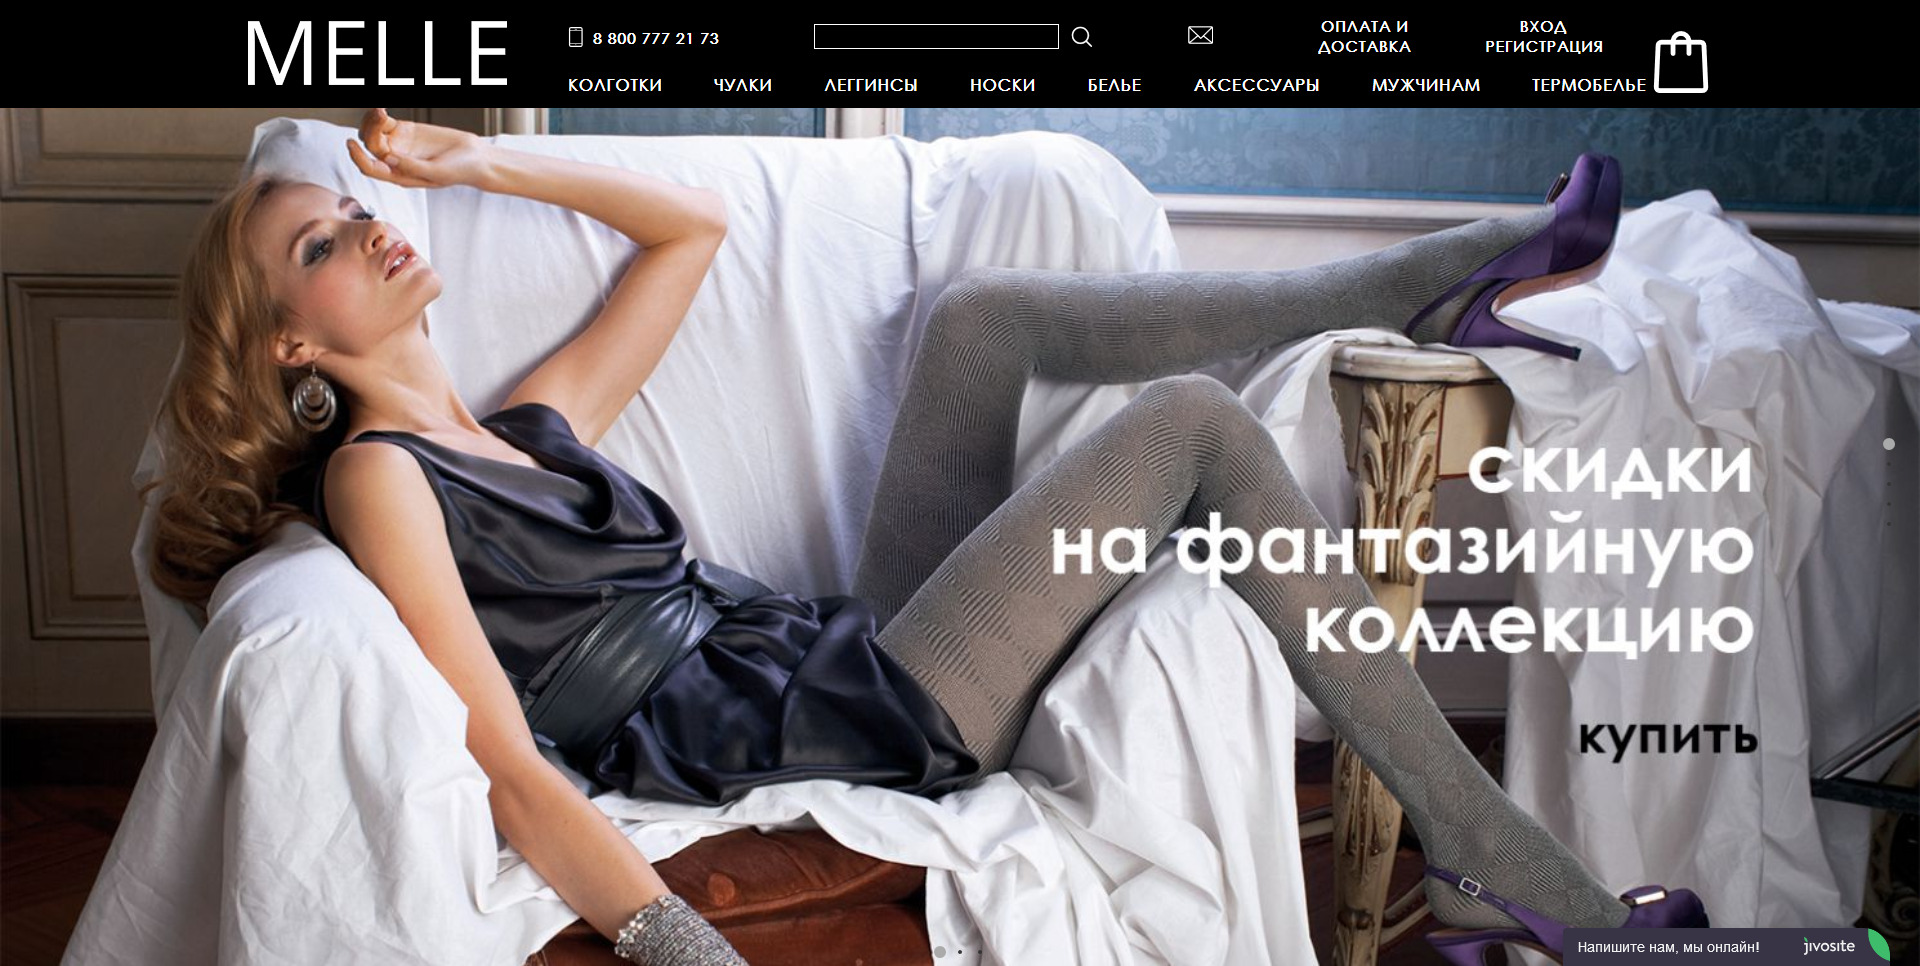 MELLE
8 800 777 21 73
ОПЛАТА И
ДОСТАВКА
ВХОД
РЕГИСТРАЦИЯ
КОЛГОТКИ ЧУЛКИ ЛЕГГИНСЫ НОСКИ БЕЛЬЕ АКСЕССУАРЫ МУЖЧИНАМ ТЕРМОБЕЛЬЕ
скидки
на фантазийную
коллекцию
купить
Напишите нам, мы онлайн! jivosite